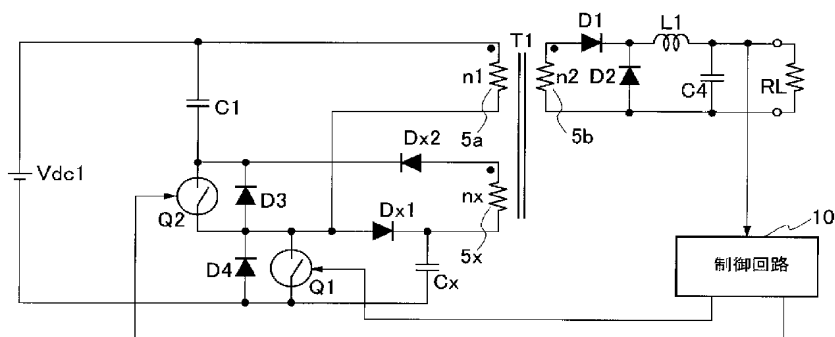 D1
L1
T1
n1
n2
D2
C4
RL
C1
5a
5b
Dx2
Vdc1
nx
Q2
D3
Dx1
5x
10
D4
Q1
Cx
制御回路